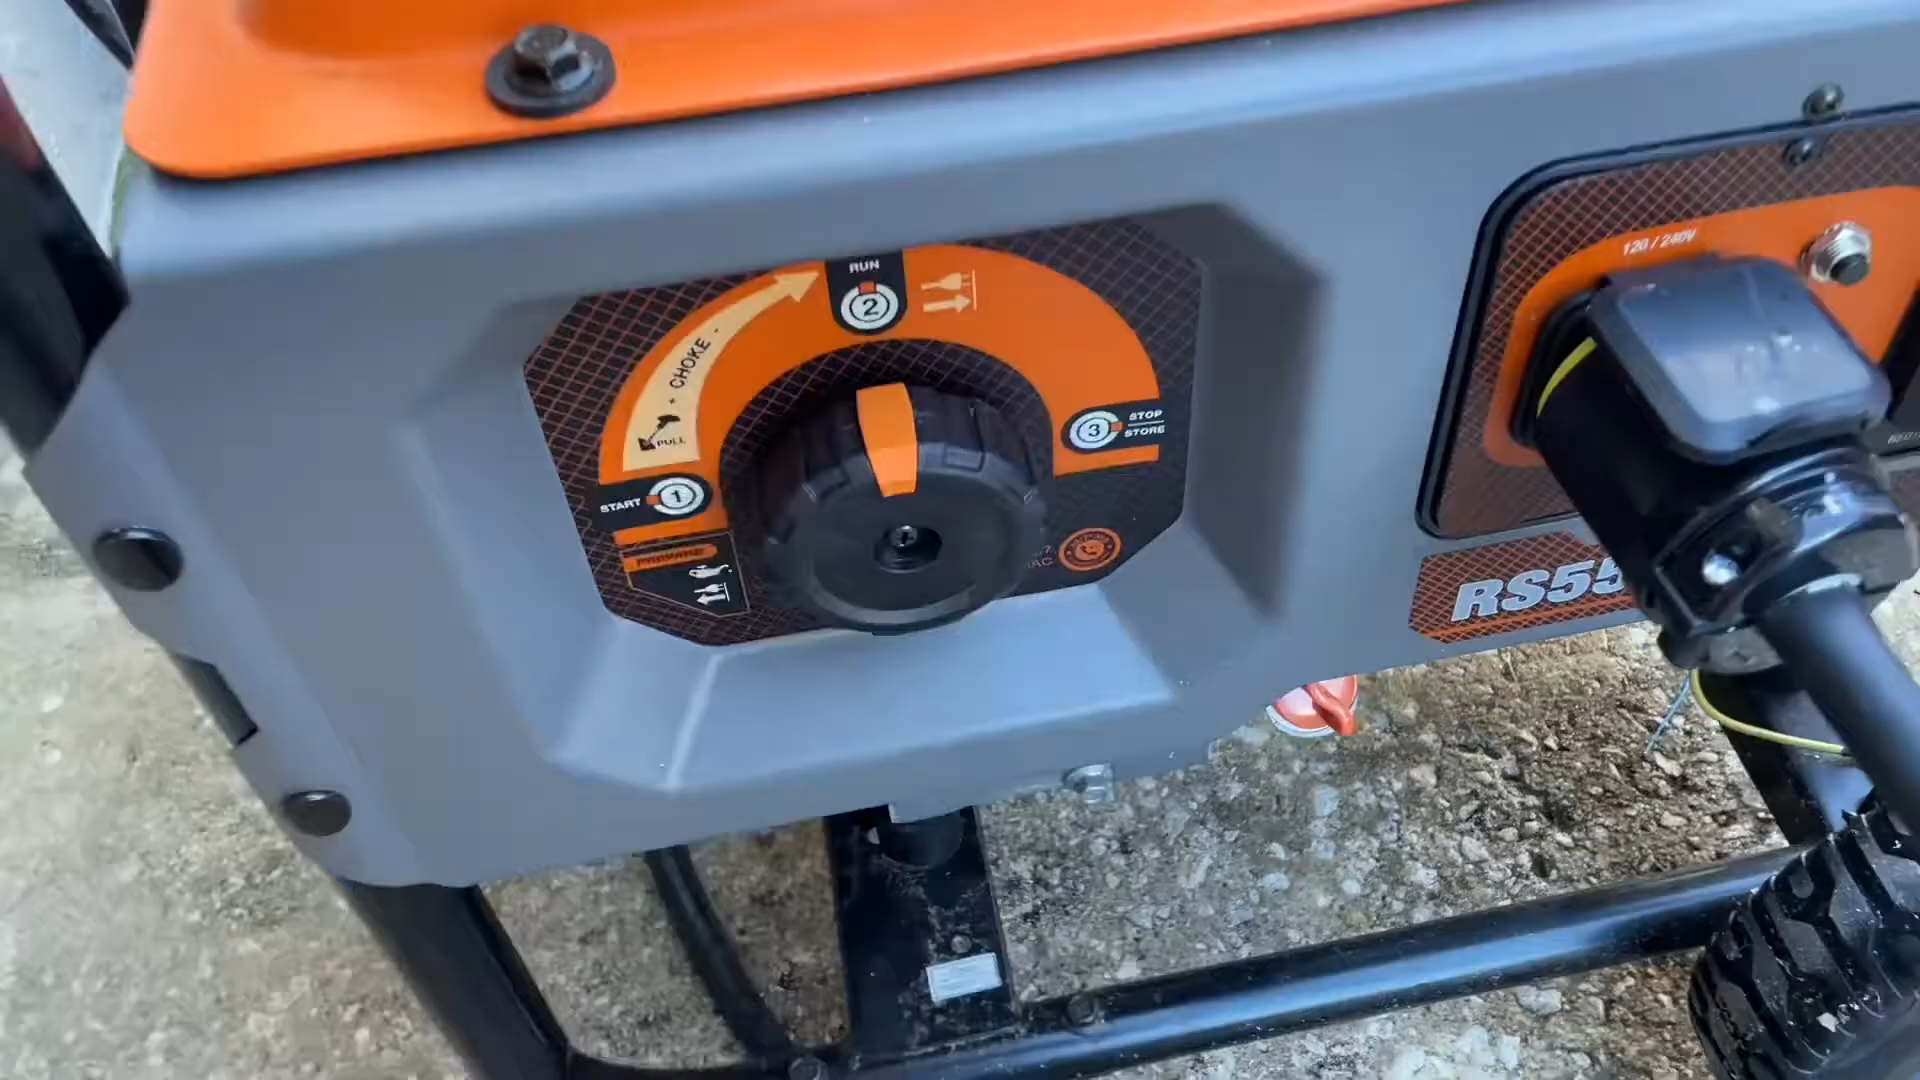 RUN
2
- CHOKE +
PULL
START 1
3 STOP
STORE
120 / 240V
RS55